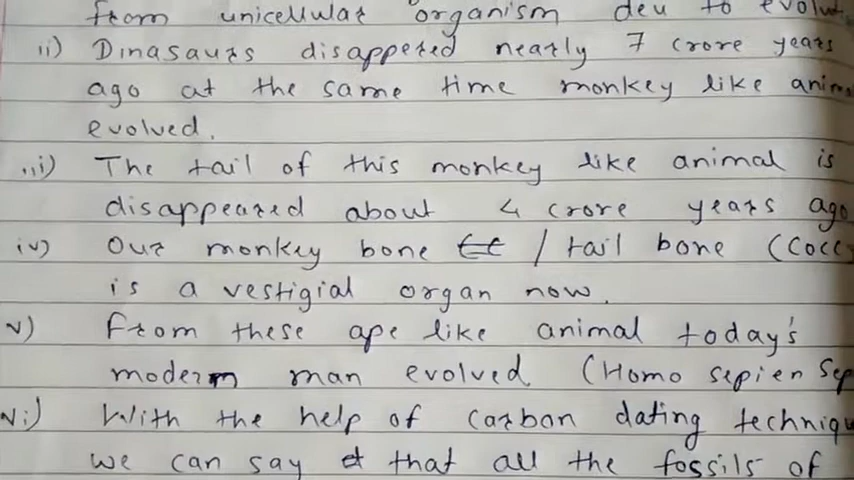 from unicellular organism deu to evolut
ii) Dinasaurs disappered nearly 7 crore years
ago at the same time monkey like anim
evolved.
iii) The tail of this monkey like animal is
disappeared about 4 crore years ago
iv) Our monkey bone / tail bone (Cocc
is a vestigial organ now.
v) From these ape like animal today's
modern man evolved (Homo sepien sep
vi) With the help of carbon dating techniqu
we can say that all the fossils of